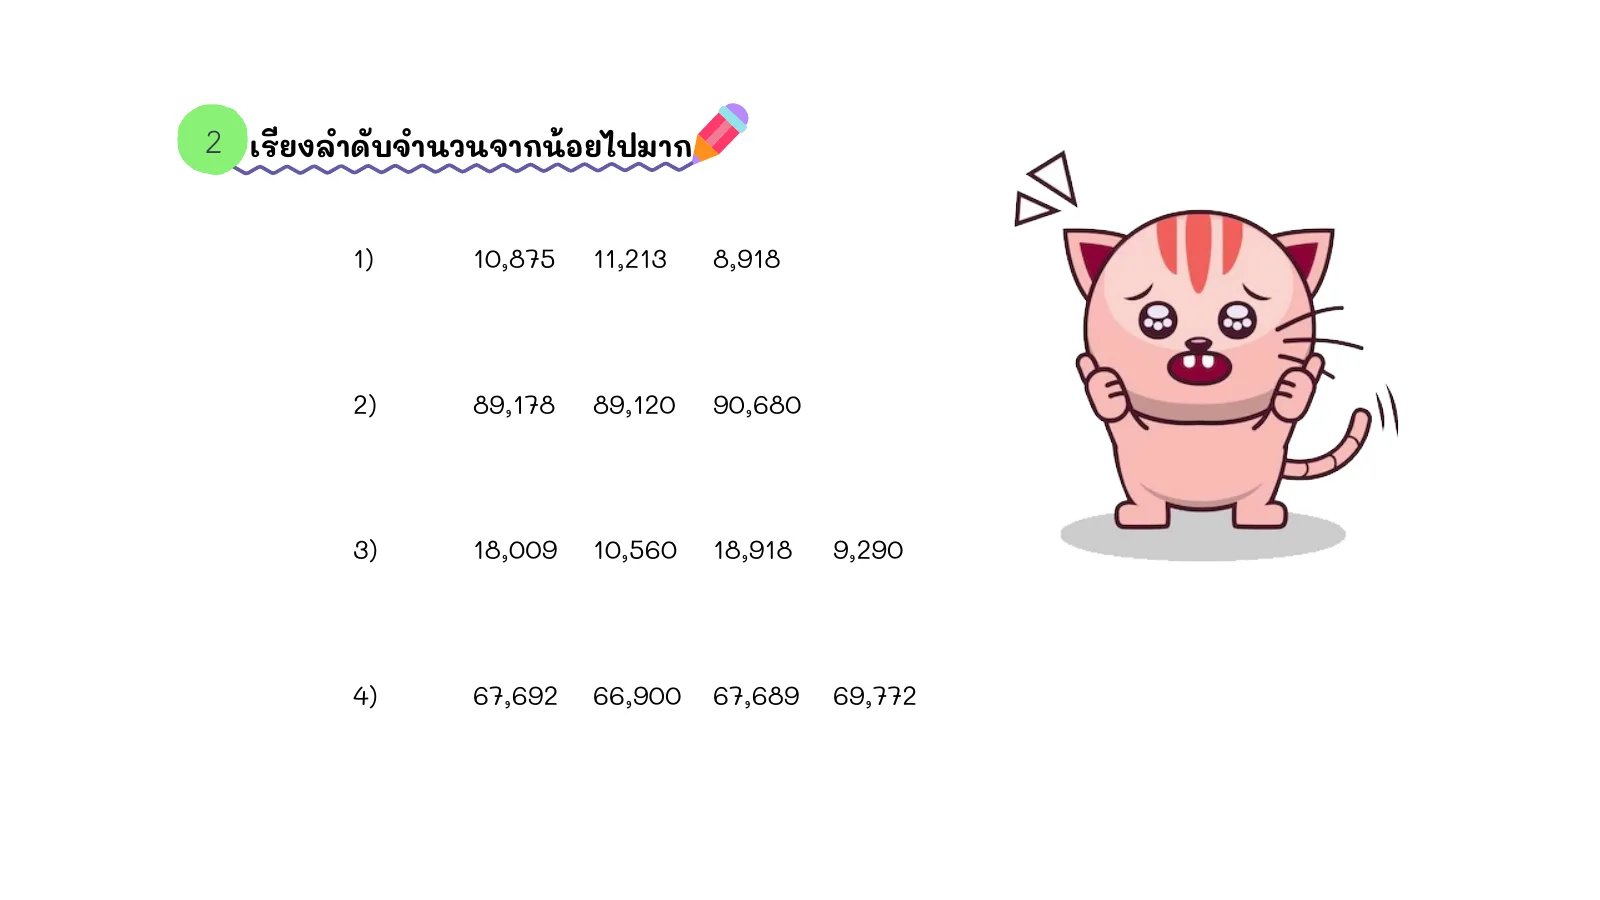 2 เรียงลำดับจำนวนจากน้อยไปมาก
1) 10,875 11,213 8,918
2) 89,178 89,120 90,680
3) 18,009 10,560 18,918 9,290
4) 67,692 66,900 67,689 69,772